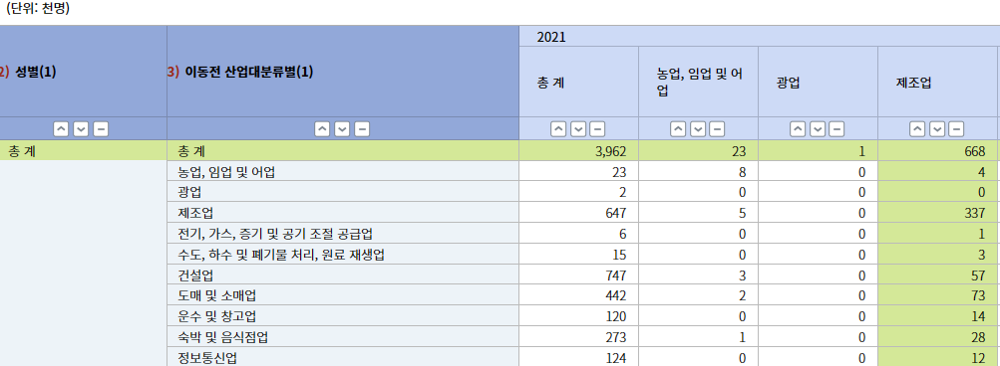 (단위: 천명)
2) 성별(1) 3) 이동전 산업대분류별(1) 2021
총 계 농업, 임업 및 어업 광업 제조업
총 계 총 계 3,962 23 1 668
농업, 임업 및 어업 23 8 0 4
광업 2 0 0 0
제조업 647 5 0 337
전기, 가스, 증기 및 공기 조절 공급업 6 0 0 1
수도, 하수 및 폐기물 처리, 원료 재생업 15 0 0 3
건설업 747 3 0 57
도매 및 소매업 442 2 0 73
운수 및 창고업 120 0 0 14
숙박 및 음식점업 273 1 0 28
정보통신업 124 0 0 12